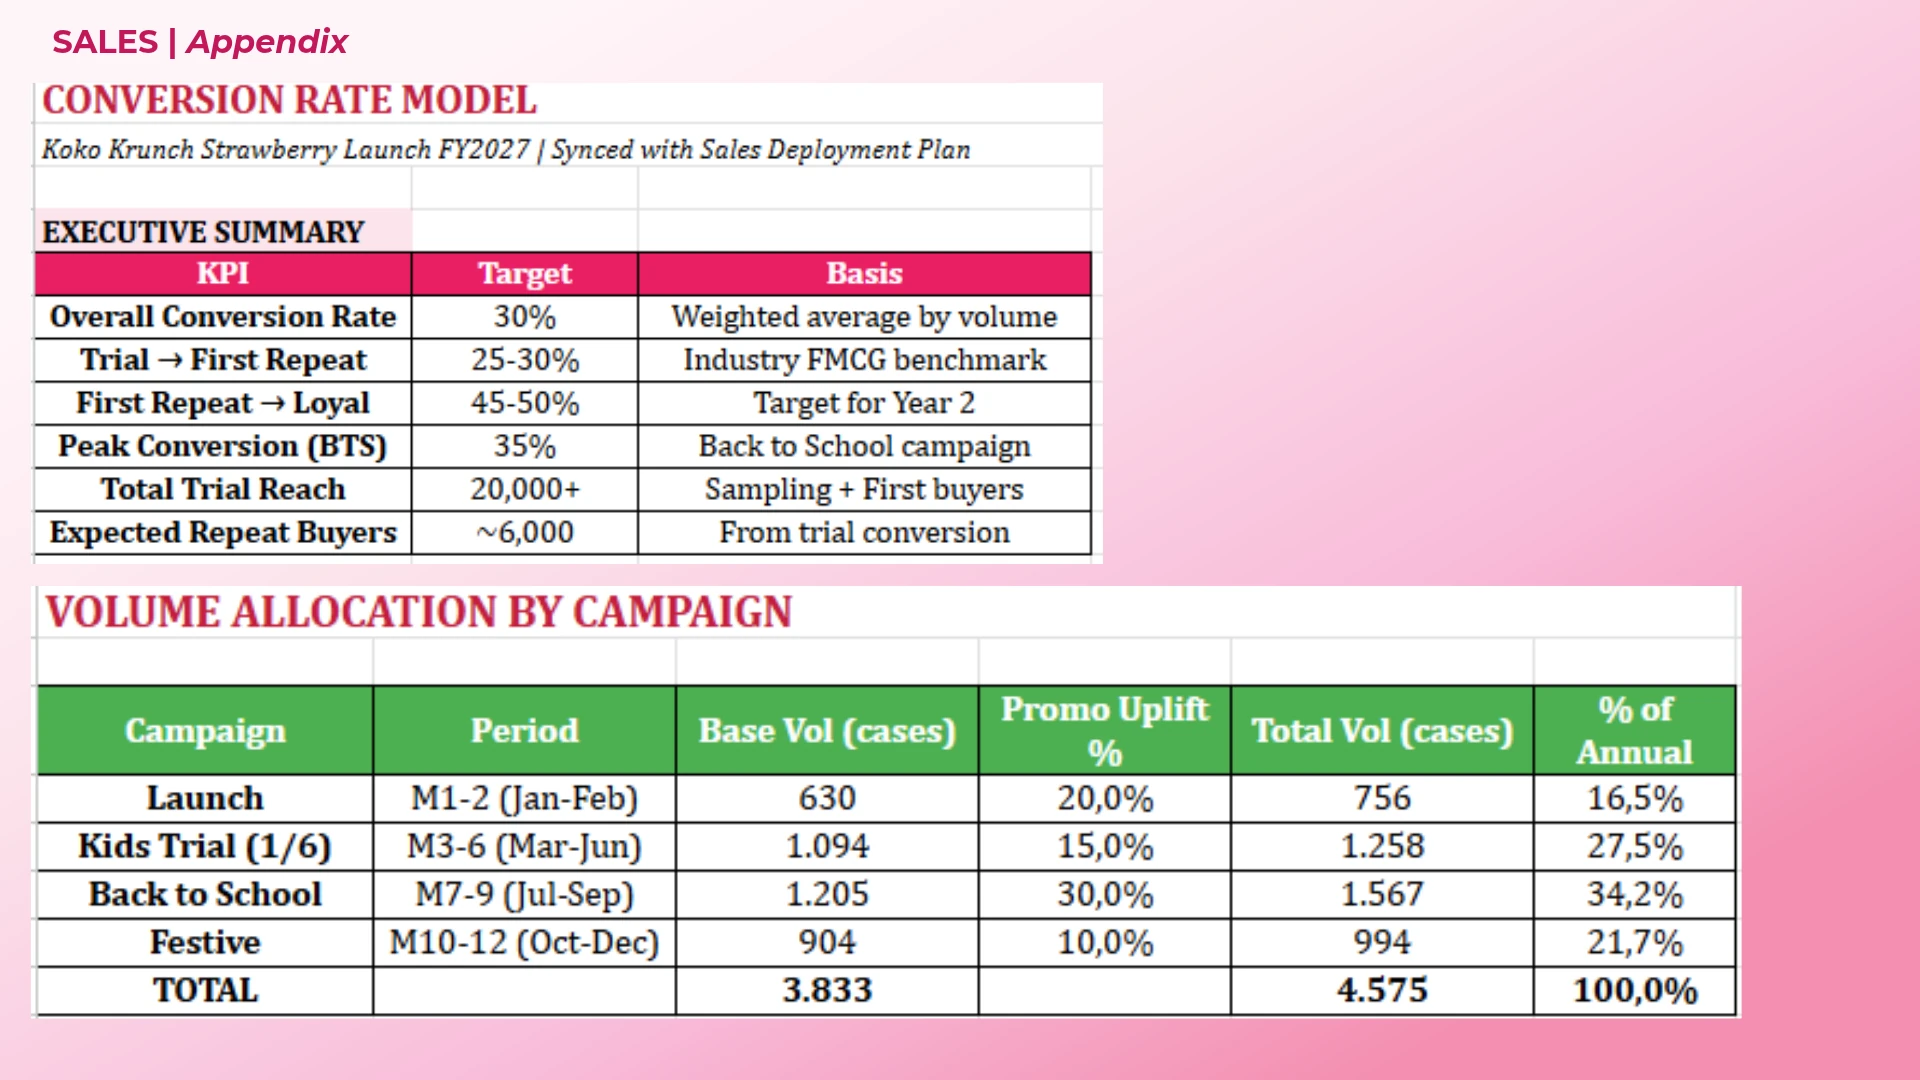 SALES | Appendix
CONVERSION RATE MODEL
Koko Krunch Strawberry Launch FY2027 | Synced with Sales Deployment Plan
EXECUTIVE SUMMARY
KPI Target Basis
Overall Conversion Rate 30% Weighted average by volume
Trial → First Repeat 25-30% Industry FMCG benchmark
First Repeat → Loyal 45-50% Target for Year 2
Peak Conversion (BTS) 35% Back to School campaign
Total Trial Reach 20,000+ Sampling + First buyers
Expected Repeat Buyers ~6,000 From trial conversion
VOLUME ALLOCATION BY CAMPAIGN
Campaign Period Base Vol (cases) Promo Uplift % Total Vol (cases) % of Annual
Launch M1-2 (Jan-Feb) 630 20,0% 756 16,5%
Kids Trial (1/6) M3-6 (Mar-Jun) 1.094 15,0% 1.258 27,5%
Back to School M7-9 (Jul-Sep) 1.205 30,0% 1.567 34,2%
Festive M10-12 (Oct-Dec) 904 10,0% 994 21,7%
TOTAL 3.833 4.575 100,0%